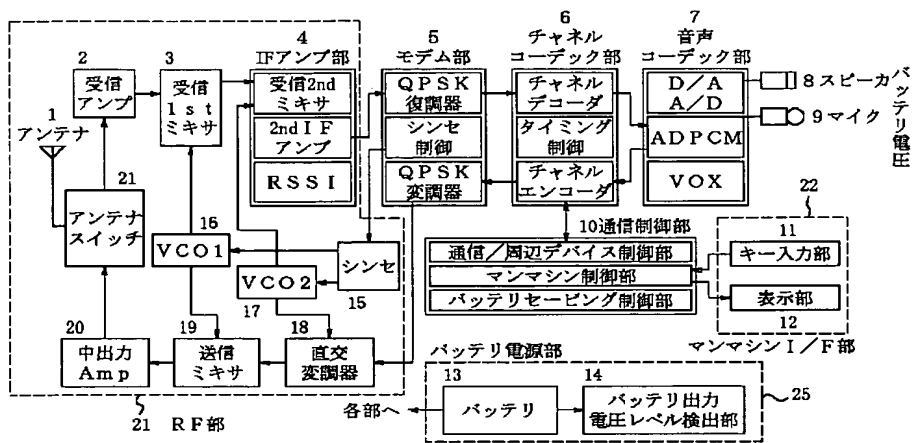 1
アンテナ
2
受信
アンプ
3
受信
1st
ミキサ
4
IFアンプ部
受信2nd
ミキサ
2ndIF
アンプ
RSSI
5
モデム部
QPSK
復調器
シンセ
制御
QPSK
変調器
6
チャネル
コーデック部
チャネル
デコーダ
タイミング
制御
チャネル
エンコーダ
7
音声
コーデック部
D/A
A/D
ADPCM
VOX
8スピーカ
9マイク
バッテリ電圧
21
アンテナ
スイッチ
16
VCO1
VCO2
17
シンセ
15
10通信制御部
通信/周辺デバイス制御部
マンマシン制御部
バッテリセービング制御部
22
11
キー入力部
表示部
12
マンマシンI/F部
20
中出力
Amp
19
送信
ミキサ
18
直交
変調器
21
RF部
バッテリ電源部
各部へ
13
バッテリ
14
バッテリ出力
電圧レベル検出部
25